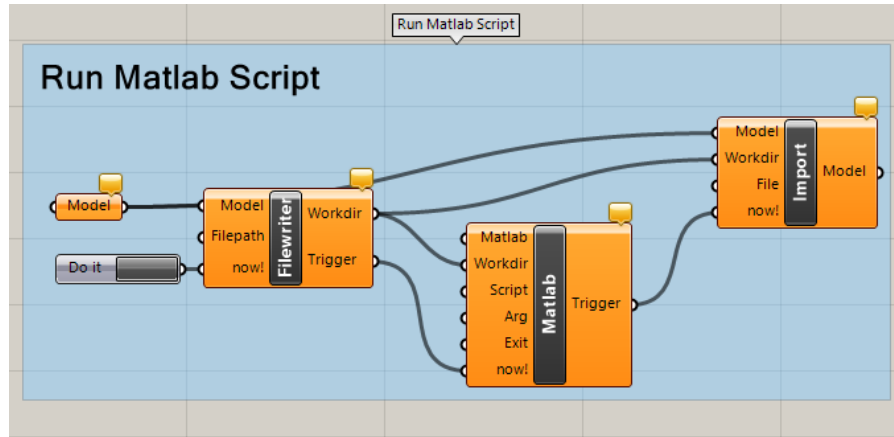 Run Matlab Script
Run Matlab Script
Model
Do it
Model
Filepath
now!
Filewriter
Workdir
Trigger
Matlab
Workdir
Script
Arg
Exit
now!
Matlab
Trigger
Model
Workdir
File
now!
Import
Model